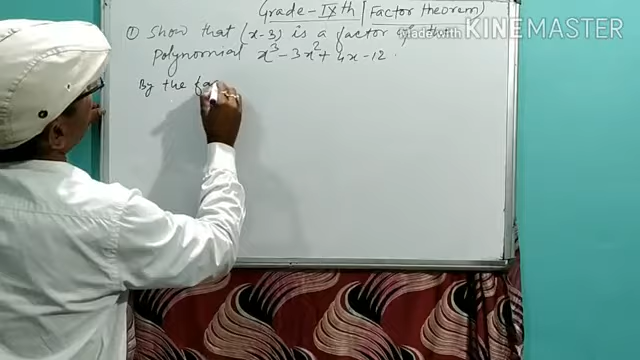 Made with KINEMASTER
Grade-IXth (Factor theorem)
① Show that (x-3) is a factor of the
polynomial x³ - 3x² + 4x - 12.
By the fac